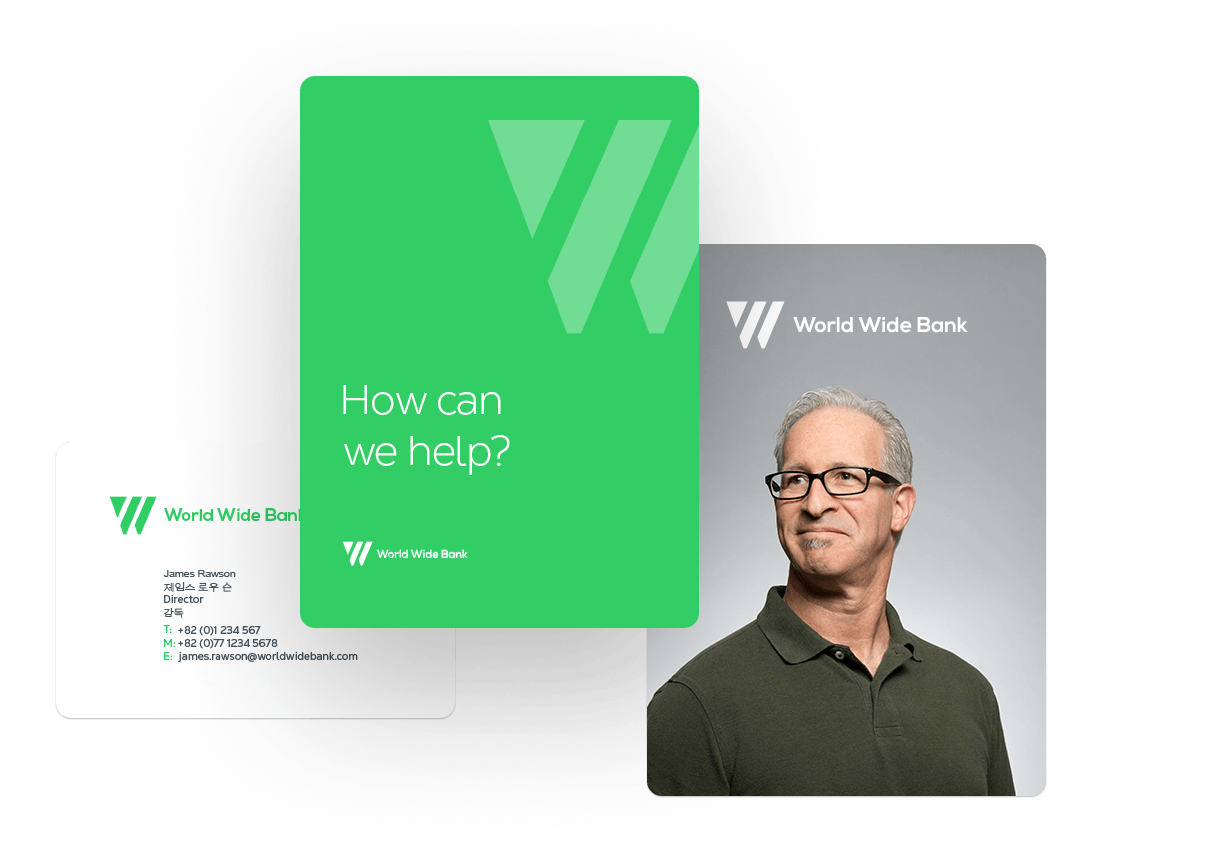 World Wide Bank
How can
we help?
World Wide Bank
World Wide Bank
James Rawson
제임스 로우 슨
Director
감독
T: +82 (0)1 234 567
M: +82 (0)77 1234 5678
E: james.rawson@worldwidebank.com